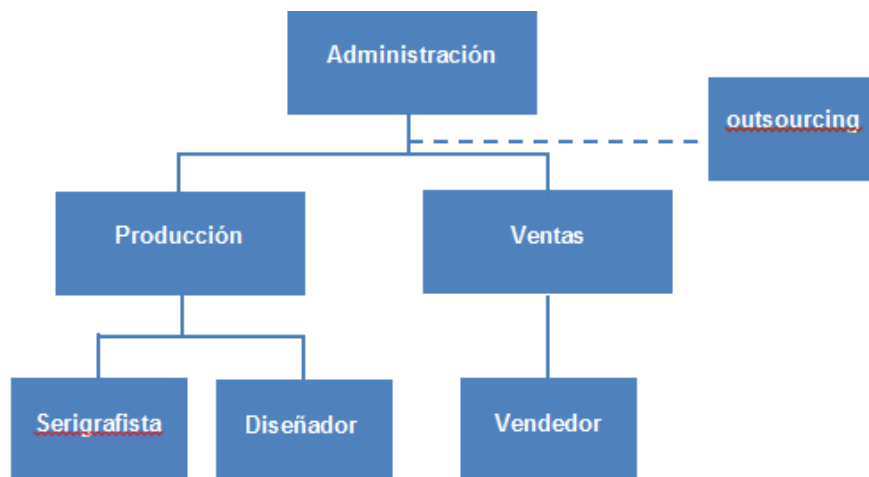 Administración
outsourcing
Producción
Ventas
Serigrafista
Diseñador
Vendedor